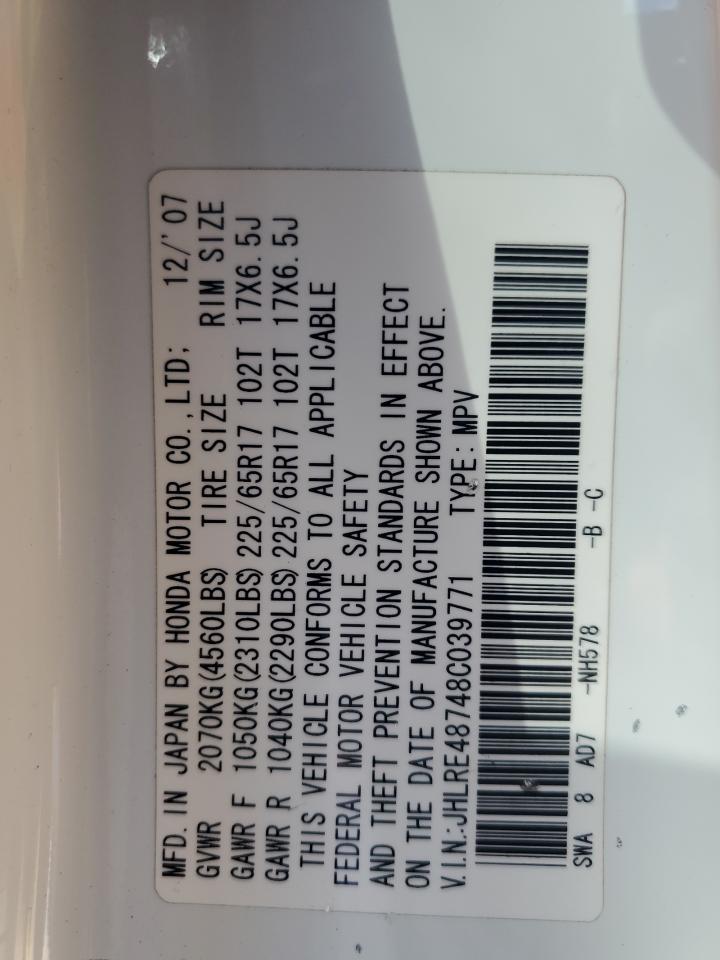 MFD. IN JAPAN BY HONDA MOTOR CO.,LTD; 12/'07
GVWR 2070KG(4560LBS) TIRE SIZE RIM SIZE
GAWR F 1050KG(2310LBS) 225/65R17 102T 17X6.5J
GAWR R 1040KG(2290LBS) 225/65R17 102T 17X6.5J
THIS VEHICLE CONFORMS TO ALL APPLICABLE
FEDERAL MOTOR VEHICLE SAFETY
AND THEFT PREVENTION STANDARDS IN EFFECT
ON THE DATE OF MANUFACTURE SHOWN ABOVE.
V.I.N.:JHLRE48748C039771 TYPE: MPV
SWA 8 AD7 -NH578 -B -C